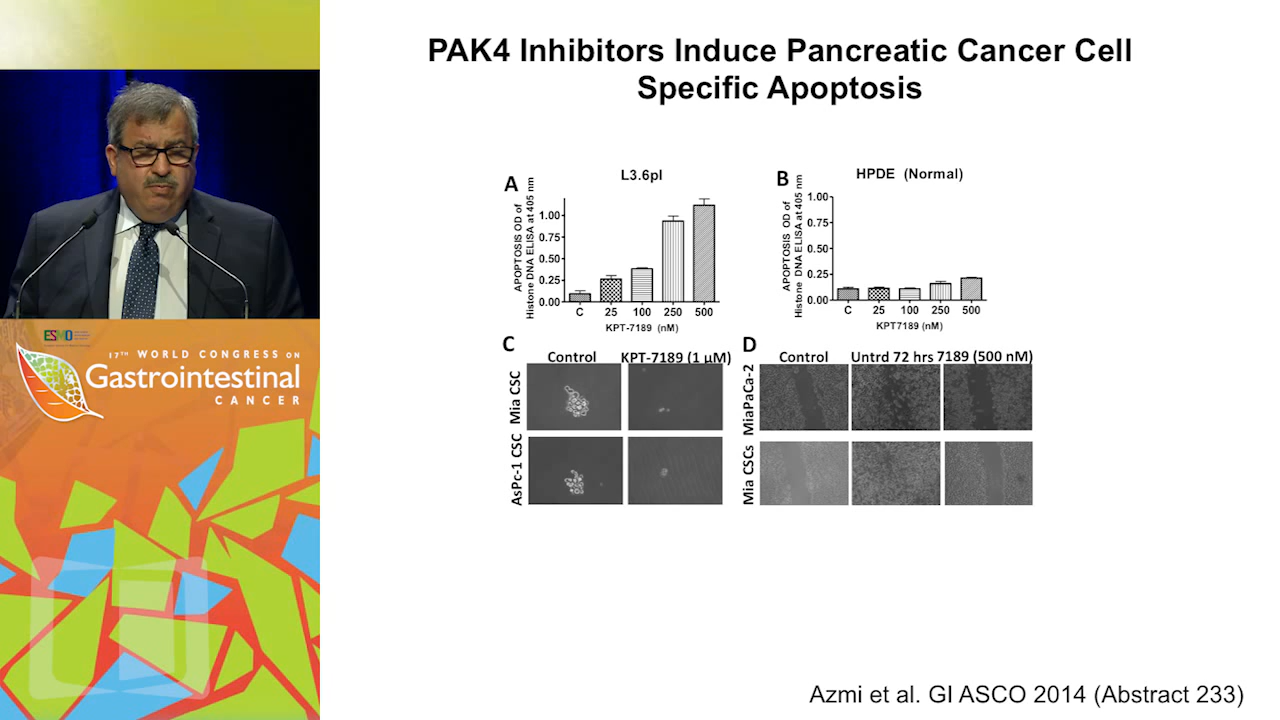 PAK4 Inhibitors Induce Pancreatic Cancer Cell
Specific Apoptosis
A
L3.6pl
APOPTOSIS OD of
Histone DNA ELISA at 405 nm
1.00
0.75
0.50
0.25
0.00
C 25 100 250 500
KPT-7189 (nM)
B
HPDE (Normal)
APOPTOSIS OD of
Histone DNA ELISA at 405 nm
1.00
0.75
0.50
0.25
0.00
C 25 100 250 500
KPT7189 (nM)
C
Control KPT-7189 (1 µM)
Mia CSC
AsPc-1 CSC
D
Control Untrd 72 hrs 7189 (500 nM)
MiaPaCa-2
Mia CSCs
ESMO
17TH WORLD CONGRESS ON
Gastrointestinal
CANCER
Azmi et al. GI ASCO 2014 (Abstract 233)